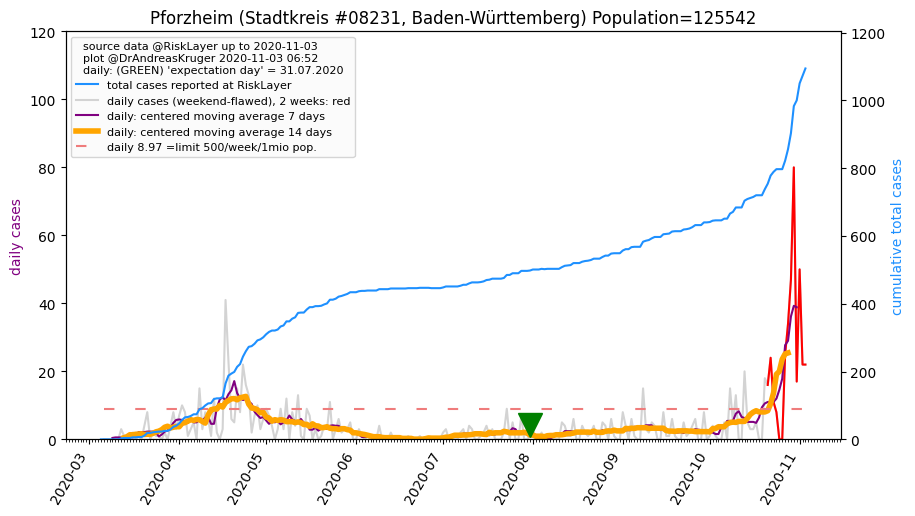 Pforzheim (Stadtkreis #08231, Baden-Württemberg) Population=125542
source data @RiskLayer up to 2020-11-03
plot @DrAndreasKruger 2020-11-03 06:52
daily: (GREEN) 'expectation day' = 31.07.2020
total cases reported at RiskLayer
daily cases (weekend-flawed), 2 weeks: red
daily: centered moving average 7 days
daily: centered moving average 14 days
daily 8.97 =limit 500/week/1mio pop.
daily cases
120
100
80
60
40
20
0
1200
1000
800
600
400
200
0
cumulative total cases
2020-03
2020-04
2020-05
2020-06
2020-07
2020-08
2020-09
2020-10
2020-11